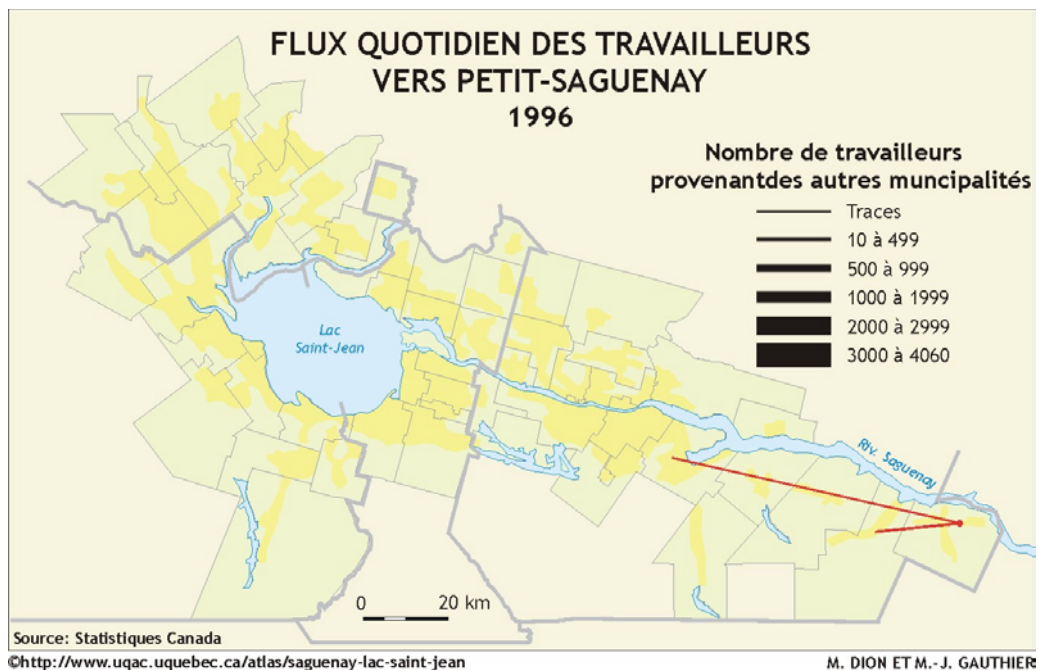 FLUX QUOTIDIEN DES TRAVAILLEURS
VERS PETIT-SAGUENAY
1996
Nombre de travailleurs
provenantdes autres muncipalités
Traces
10 à 499
500 à 999
1000 à 1999
2000 à 2999
3000 à 4060
Lac
Saint-Jean
Riv. Saguenay
0 20 km
Source: Statistiques Canada
©http://www.uqac.uquebec.ca/atlas/saguenay-lac-saint-jean
M. DION ET M.- J. GAUTHIER